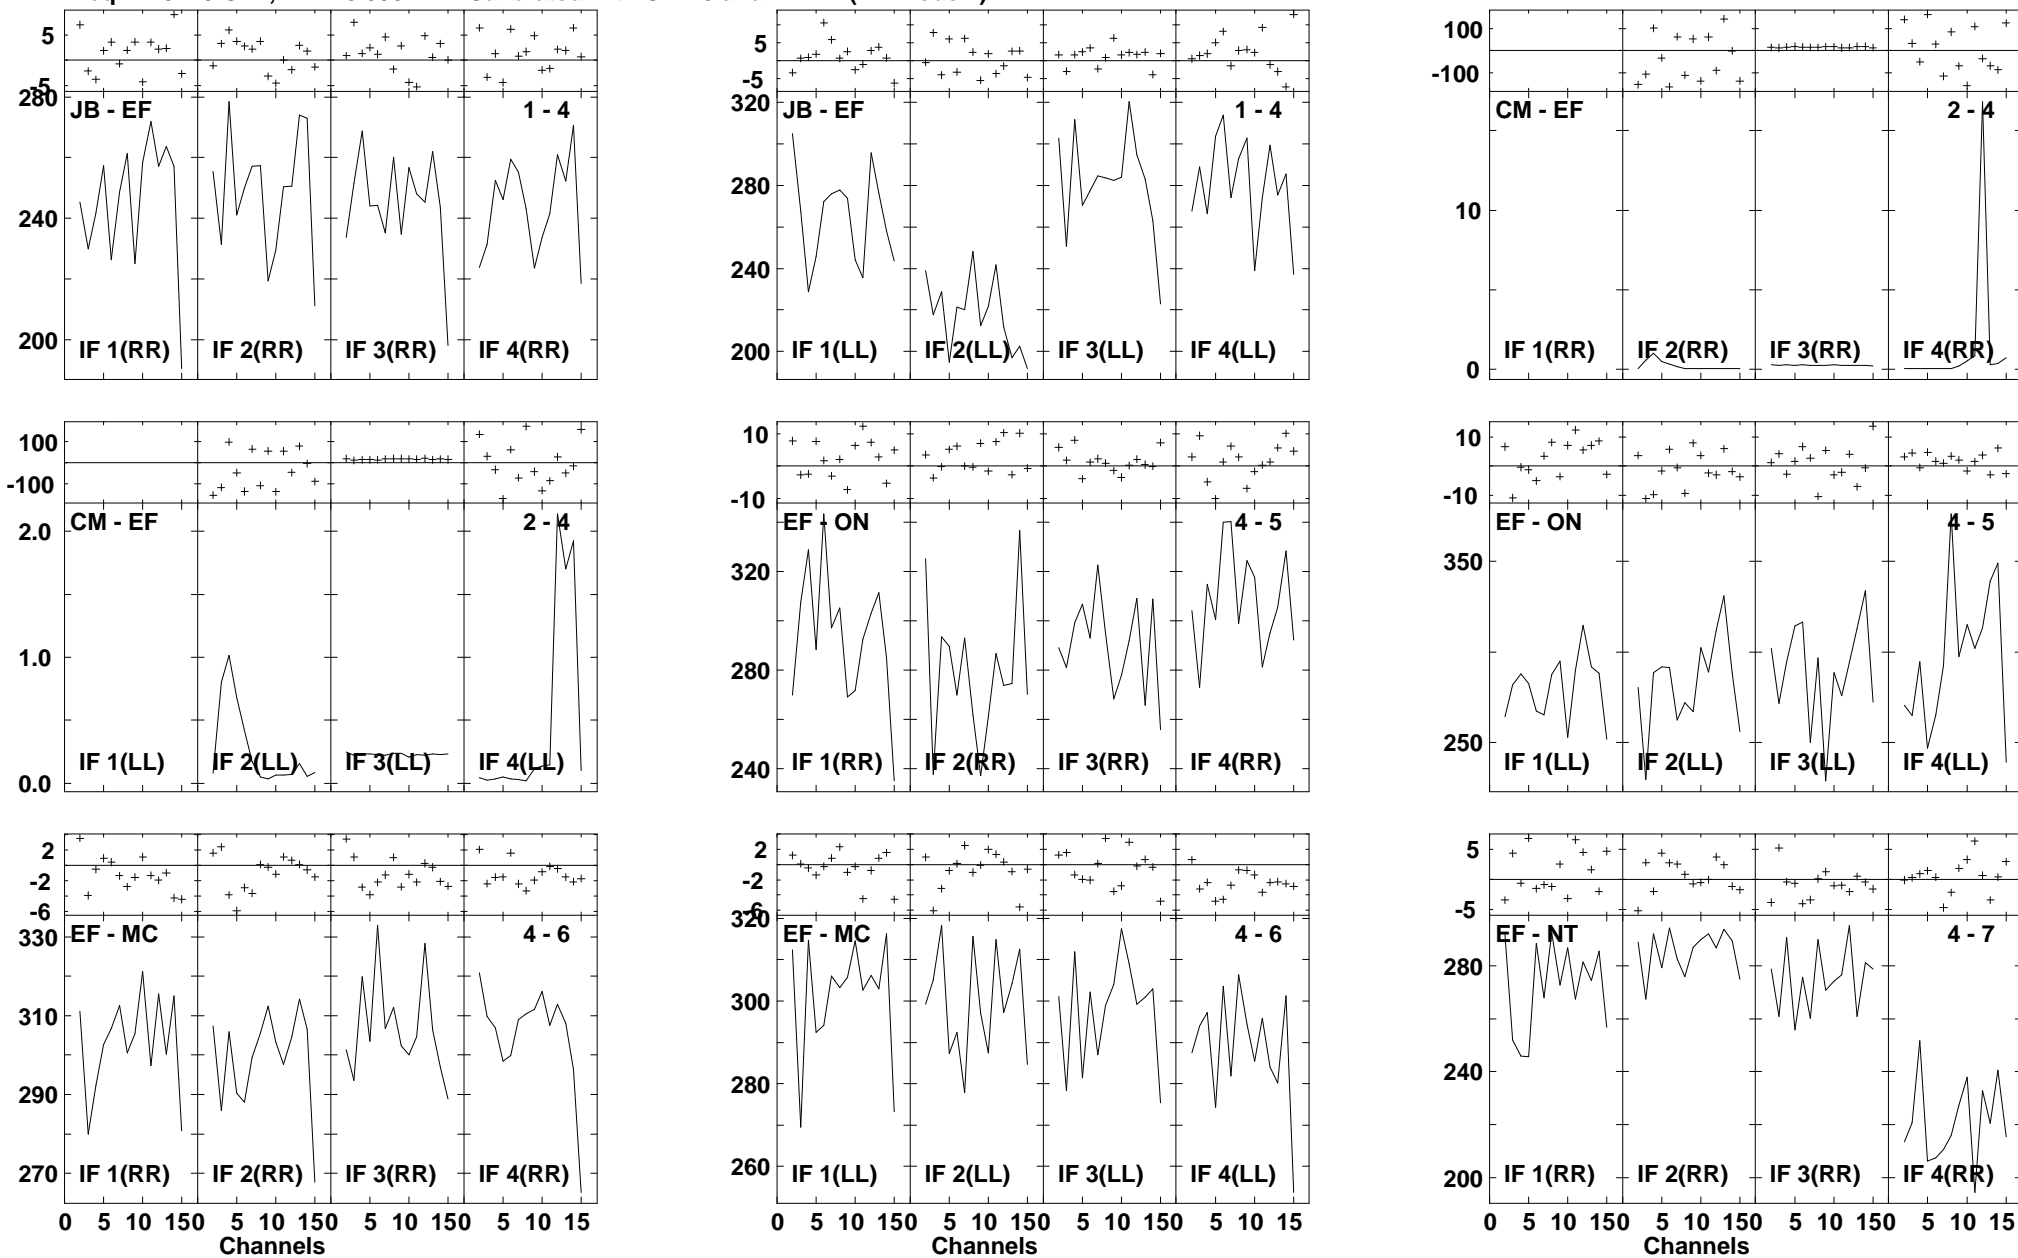 5 5 100
-5 -5 -100
280 JB - EF 1 - 4 320 JB - EF 1 - 4 CM - EF 2 - 4
280
240 240 10
200 IF 1(RR) IF 2(RR) IF 3(RR) IF 4(RR) 200 IF 1(LL) IF 2(LL) IF 3(LL) IF 4(LL) 0 IF 1(RR) IF 2(RR) IF 3(RR) IF 4(RR)
100 10 10
-100 -10 -10
2.0 CM - EF 2 - 4 EF - ON 4 - 5 EF - ON 4 - 5
320 350
1.0 280
0.0 IF 1(LL) IF 2(LL) IF 3(LL) IF 4(LL) 240 IF 1(RR) IF 2(RR) IF 3(RR) IF 4(RR) 250 IF 1(LL) IF 2(LL) IF 3(LL) IF 4(LL)
2 2 5
-2 -2
-6 -6 -5
330 EF - MC 4 - 6 320 EF - MC 4 - 6 EF - NT 4 - 7
310 300 280
290 280 240
270 IF 1(RR) IF 2(RR) IF 3(RR) IF 4(RR) 260 IF 1(LL) IF 2(LL) IF 3(LL) IF 4(LL) 200 IF 1(RR) IF 2(RR) IF 3(RR) IF 4(RR)
0 5 10 150 5 10 150 5 10 150 5 10 15 0 5 10 150 5 10 150 5 10 150 5 10 15 0 5 10 150 5 10 150 5 10 150 5 10 15
Channels Channels Channels